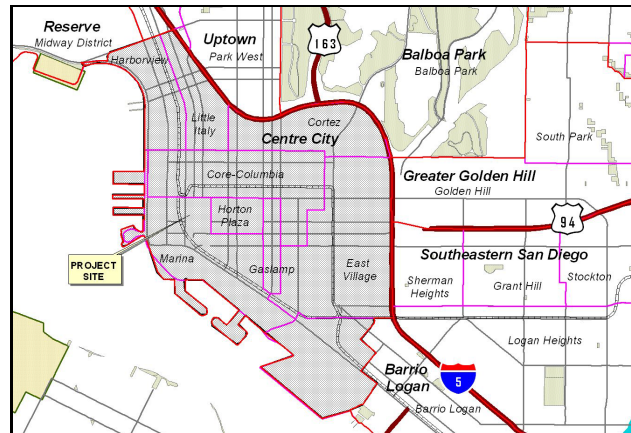 Reserve
Midway District
Harborview
Uptown
Park West
163
Balboa Park
Balboa Park
Little
Italy
Cortez
Centre City
South Park
Core-Columbia
Greater Golden Hill
Golden Hill
Horton
Plaza
94
PROJECT
SITE
Marina
Gaslamp
East
Village
Southeastern San Diego
Sherman
Heights
Grant Hill
Stockton
Logan Heights
Barrio
Logan
5
Barrio Logan